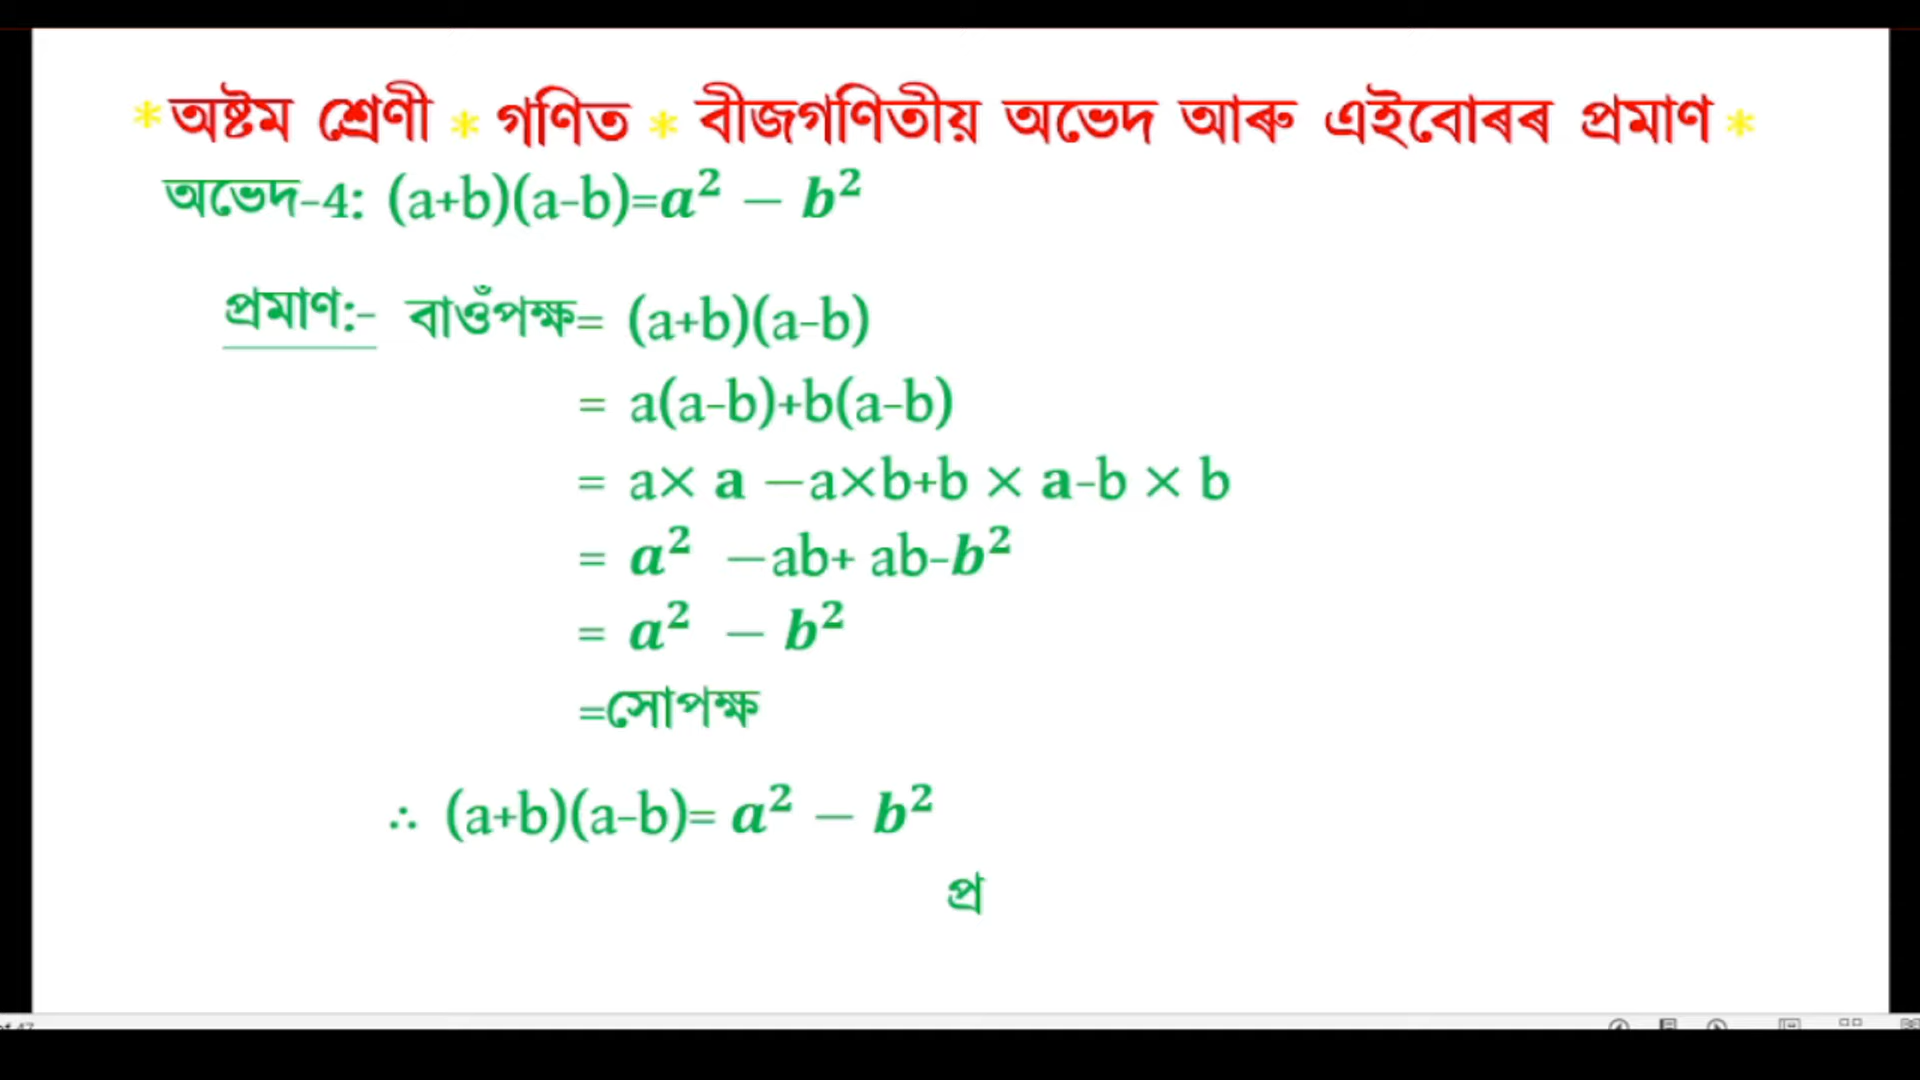 *অষ্টম শ্রেণী * গণিত * বীজগণিতীয় অভেদ আৰু এইবোৰৰ প্ৰমাণ *
অভেদ-4: (a+b)(a-b)=a² − b²
প্ৰমাণ:- বাওঁপক্ষ= (a+b)(a-b)
= a(a-b)+b(a-b)
= a× a −a×b+b × a-b × b
= a² −ab+ ab-b²
= a² − b²
=সোপক্ষ
∴ (a+b)(a-b)= a² − b²
প্ৰ